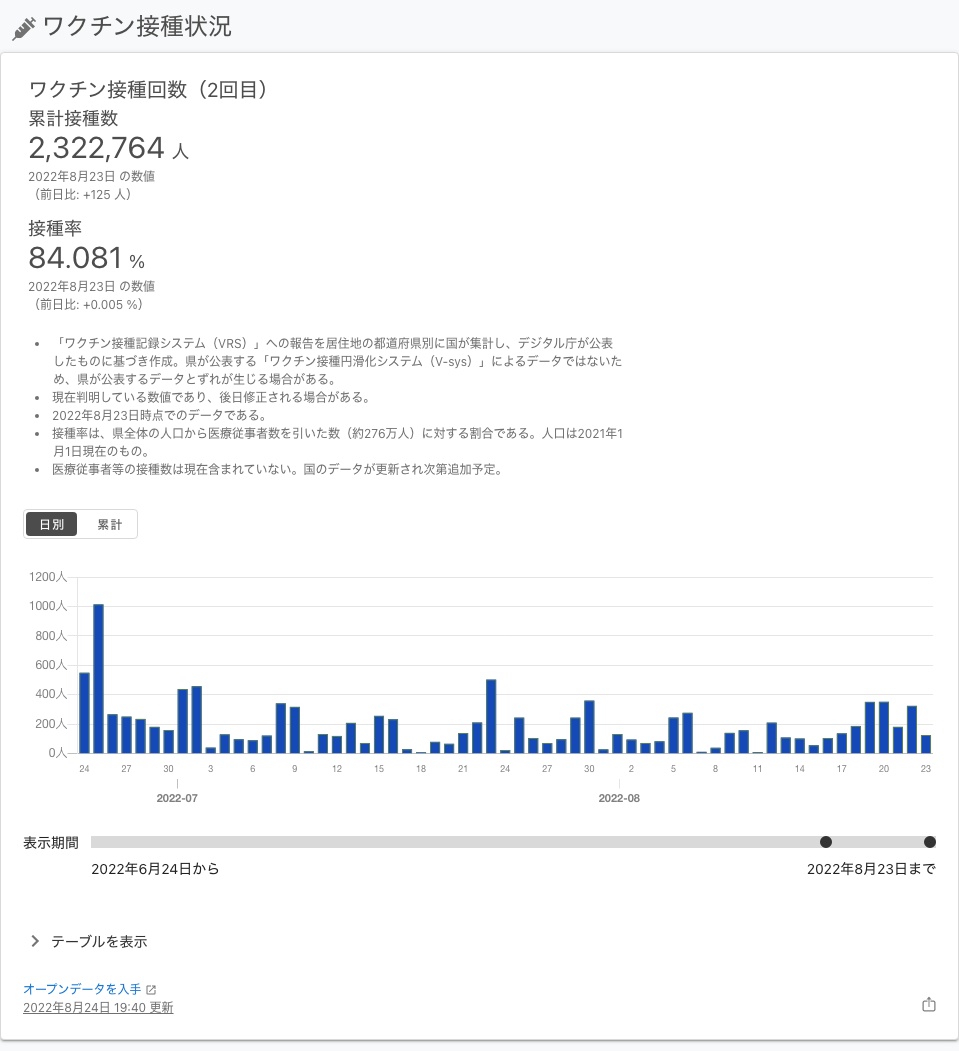 ワクチン接種状況
ワクチン接種回数（2回目）
累計接種数
2,322,764 人
2022年8月23日 の数値
（前日比: +125 人）
接種率
84.081 %
2022年8月23日 の数値
（前日比: +0.005 %）
• 「ワクチン接種記録システム（VRS）」への報告を居住地の都道府県別に国が集計し、デジタル庁が公表
したものに基づき作成。県が公表する「ワクチン接種円滑化システム（V-sys）」によるデータではないた
め、県が公表するデータとずれが生じる場合がある。
• 現在判明している数値であり、後日修正される場合がある。
• 2022年8月23日時点でのデータである。
• 接種率は、県全体の人口から医療従事者数を引いた数（約276万人）に対する割合である。人口は2021年1
月1日現在のもの。
• 医療従事者等の接種数は現在含まれていない。国のデータが更新され次第追加予定。
日別 累計
1200人
1000人
800人
600人
400人
200人
0人
24 27 30 3 6 9 12 15 18 21 24 27 30 2 5 8 11 14 17 20 23
2022-07 2022-08
表示期間
2022年6月24日から 2022年8月23日まで
テーブルを表示
オープンデータを入手
2022年8月24日 19:40 更新